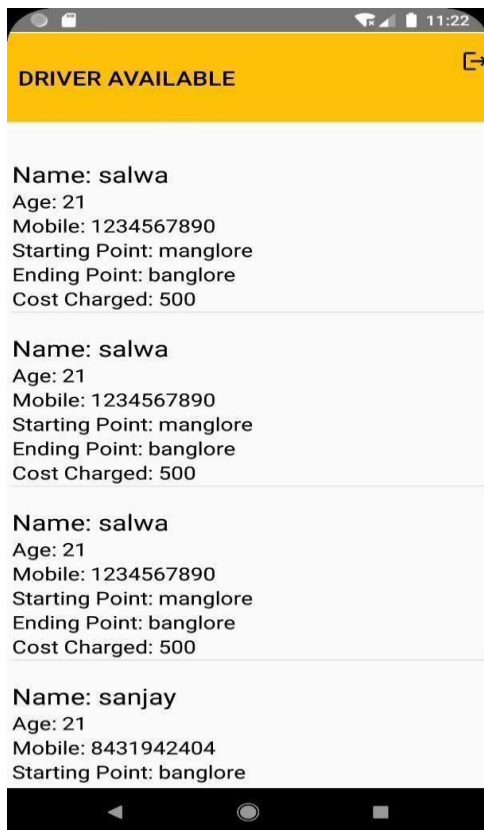 11:22
DRIVER AVAILABLE
Name: salwa
Age: 21
Mobile: 1234567890
Starting Point: manglore
Ending Point: banglore
Cost Charged: 500
Name: salwa
Age: 21
Mobile: 1234567890
Starting Point: manglore
Ending Point: banglore
Cost Charged: 500
Name: salwa
Age: 21
Mobile: 1234567890
Starting Point: manglore
Ending Point: banglore
Cost Charged: 500
Name: sanjay
Age: 21
Mobile: 8431942404
Starting Point: banglore